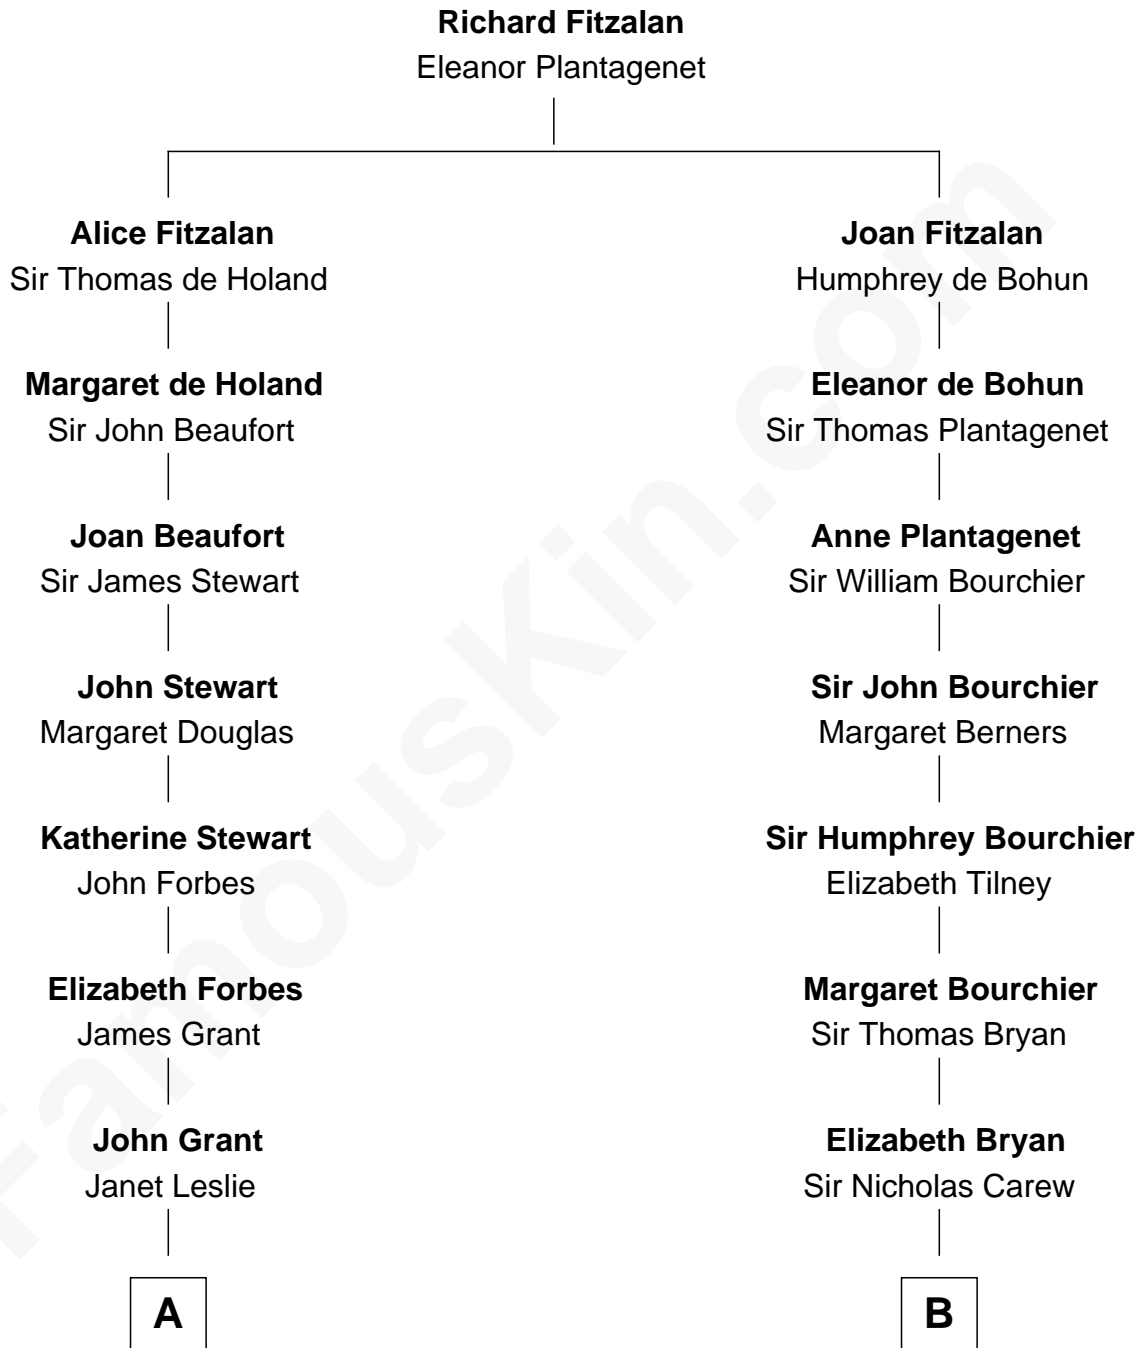 Richard Fitzalan
Eleanor Plantagenet
Alice Fitzalan
Sir Thomas de Holand
Joan Fitzalan
Humphrey de Bohun
Margaret de Holand
Sir John Beaufort
Eleanor de Bohun
Sir Thomas Plantagenet
Joan Beaufort
Sir James Stewart
Anne Plantagenet
Sir William Bourchier
John Stewart
Margaret Douglas
Sir John Bourchier
Margaret Berners
Katherine Stewart
John Forbes
Sir Humphrey Bourchier
Elizabeth Tilney
Elizabeth Forbes
James Grant
Margaret Bourchier
Sir Thomas Bryan
John Grant
Janet Leslie
Elizabeth Bryan
Sir Nicholas Carew
A
B
FamousKin.com